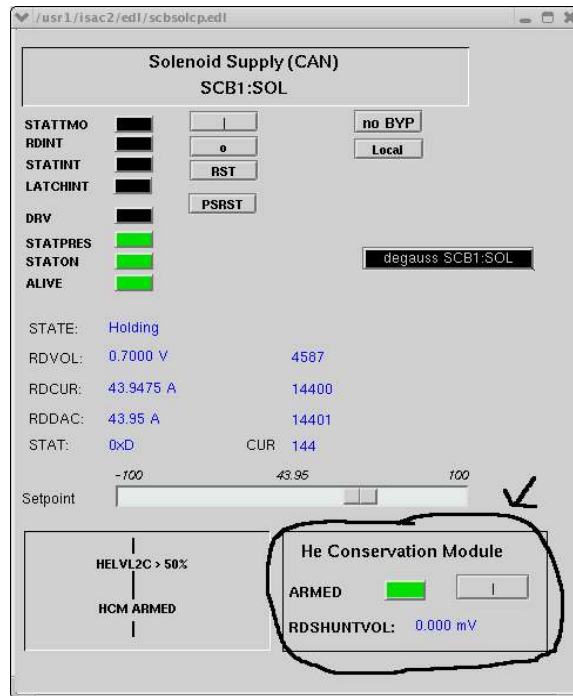 /usr1/isac2/edl/scbsolcp.edl
Solenoid Supply (CAN)
SCB1:SOL
STATTMO | no BYP
RDINT o Local
STATINT RST
LATCHINT
PSRST
DRV
STATPRES
STATON degauss SCB1:SOL
ALIVE
STATE: Holding
RDVOL: 0.7000 V 4587
RDCUR: 43.9475 A 14400
RDDAC: 43.95 A 14401
STAT: 0xD CUR 144
-100 43.95 100
Setpoint
HELVL2C > 50%
HCM ARMED
He Conservation Module
ARMED |
RDSHUNTVOL: 0.000 mV